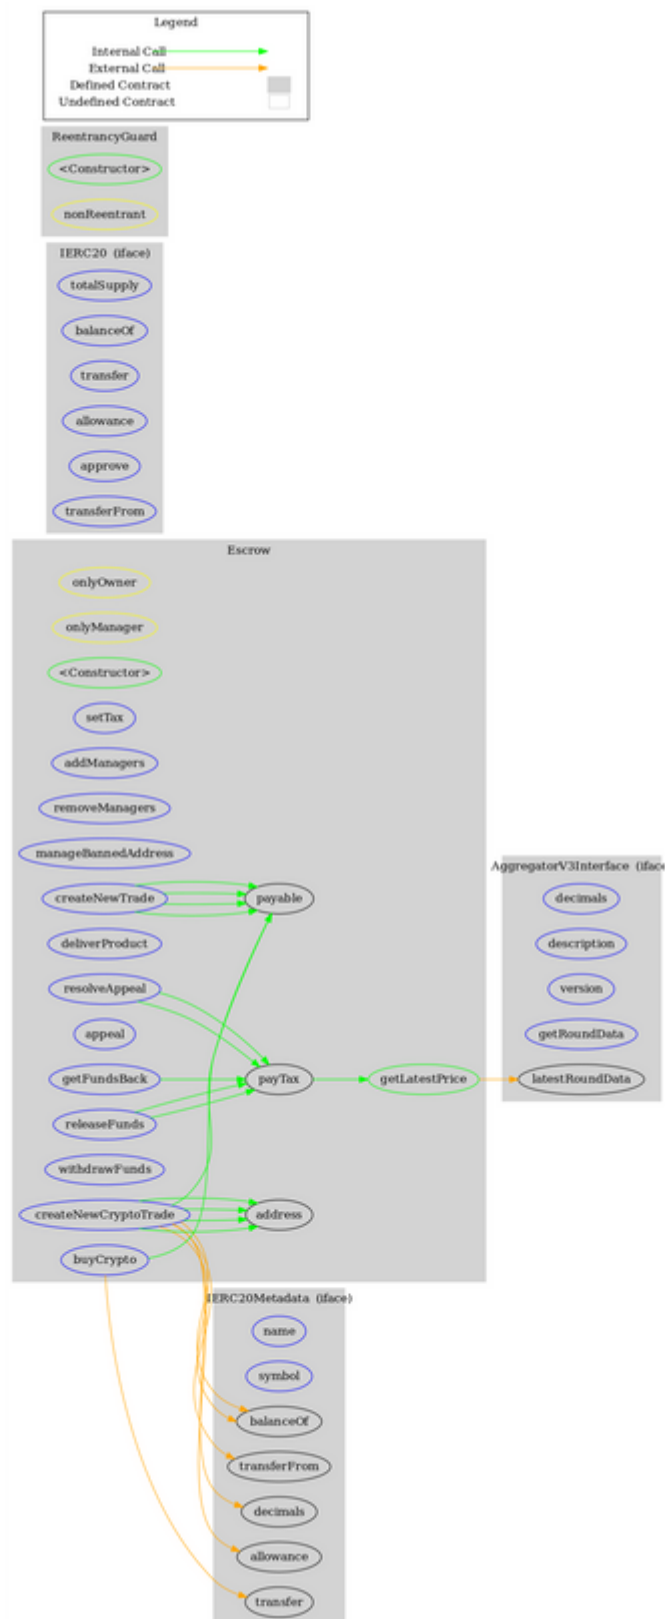 Legend
Internal Call
External Call
Defined Contract
Undefined Contract
ReentrancyGuard
<Constructor>
nonReentrant
IERC20  (iface)
totalSupply
balanceOf
transfer
allowance
approve
transferFrom
Escrow
onlyOwner
onlyManager
<Constructor>
setTax
addManagers
removeManagers
manageBannedAddress
createNewTrade
payable
deliverProduct
resolveAppeal
appeal
getFundsBack
payTax
getLatestPrice
releaseFunds
withdrawFunds
createNewCryptoTrade
address
buyCrypto
AggregatorV3Interface  (iface
decimals
description
version
getRoundData
latestRoundData
IERC20Metadata  (iface)
name
symbol
balanceOf
transferFrom
decimals
allowance
transfer